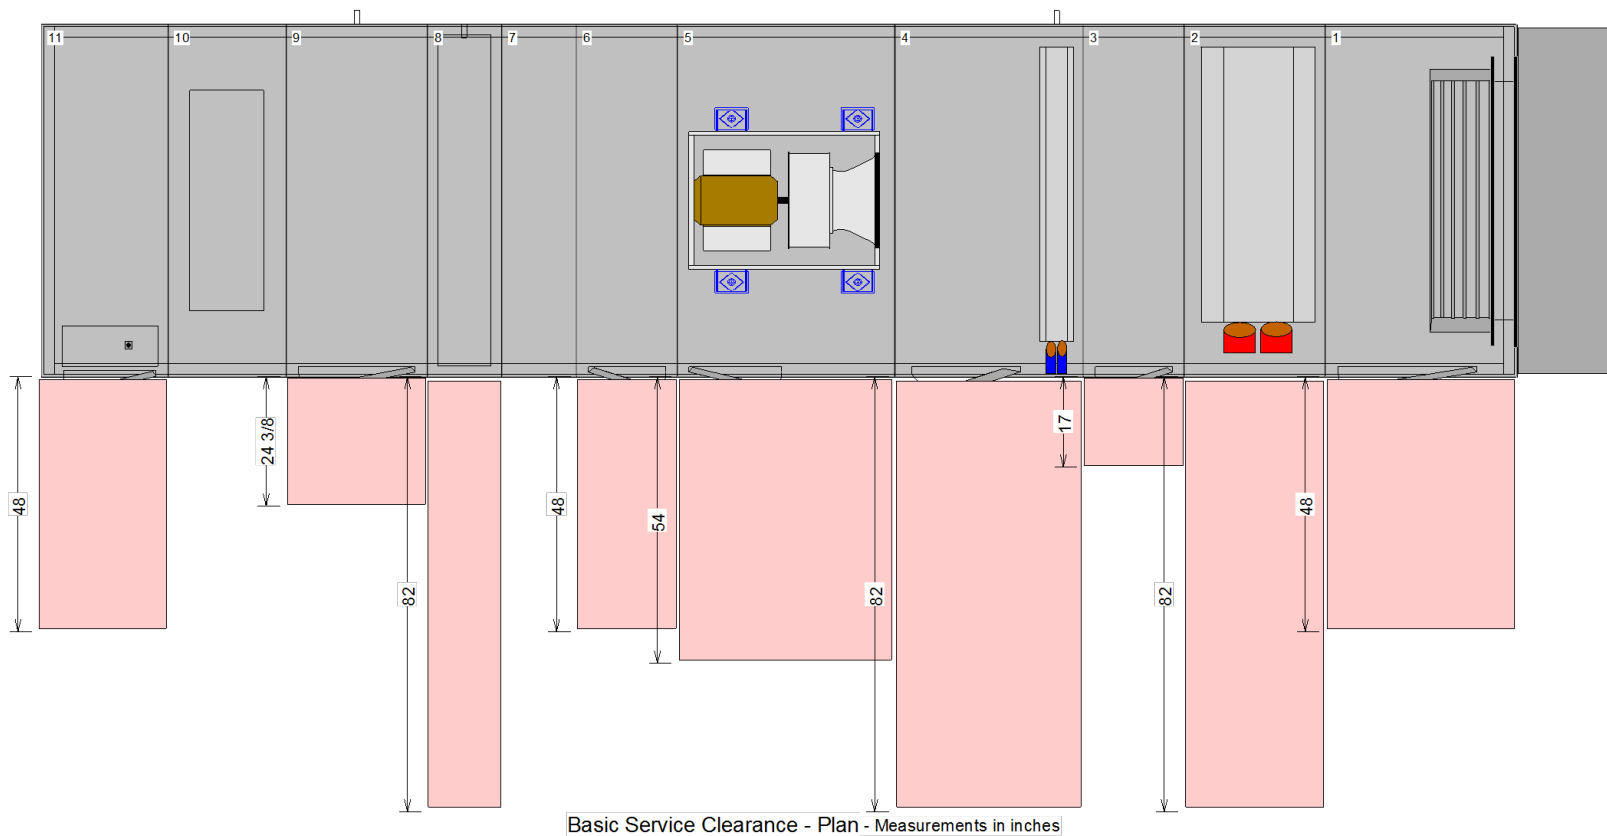 11 10 9 8 7 6 5 4 3 2 1
17
24 3/8
48 48 54 48
82 82 82
Basic Service Clearance - Plan - Measurements in inches